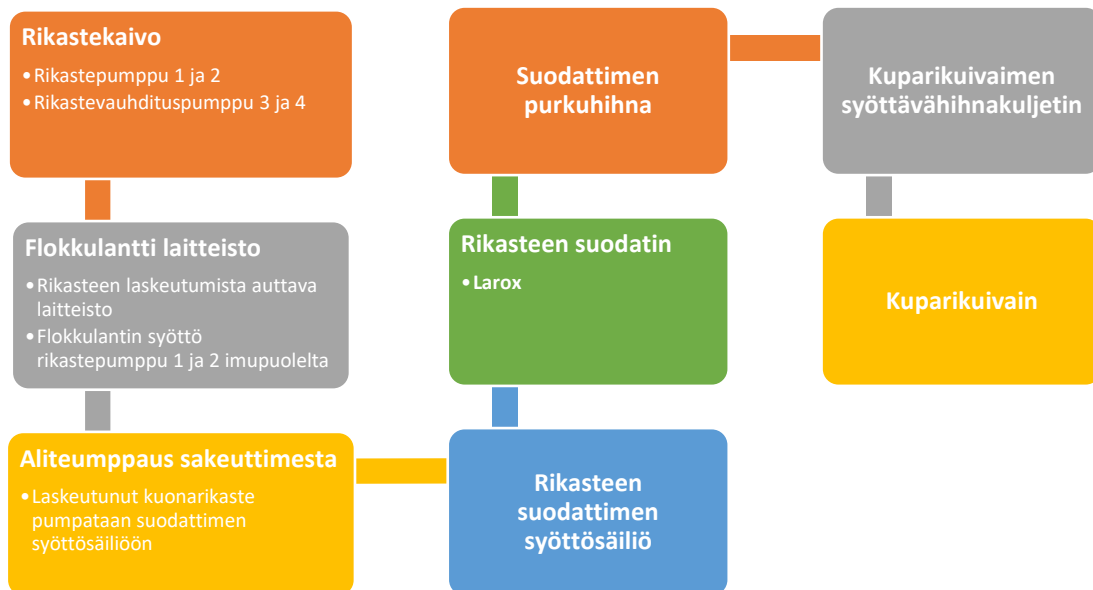 Rikastekaivo
• Rikastepumppu 1 ja 2
• Rikastevauhdituspumppu 3 ja 4
Flokkulantti laitteisto
• Rikasteen laskeutumista auttava
laitteisto
• Flokkulantin syöttö
rikastepumppu 1 ja 2 imupuolelta
Aliteumppaus sakeuttimesta
• Laskeutunut kuonarikaste
pumpataan suodattimen
syöttösäiliöön
Rikasteen
suodattimen
syöttösäiliö
Rikasteen suodatin
• Larox
Suodattimen
purkuhihna
Kuparikuivaimen
syöttävähihnakuljetin
Kuparikuivain